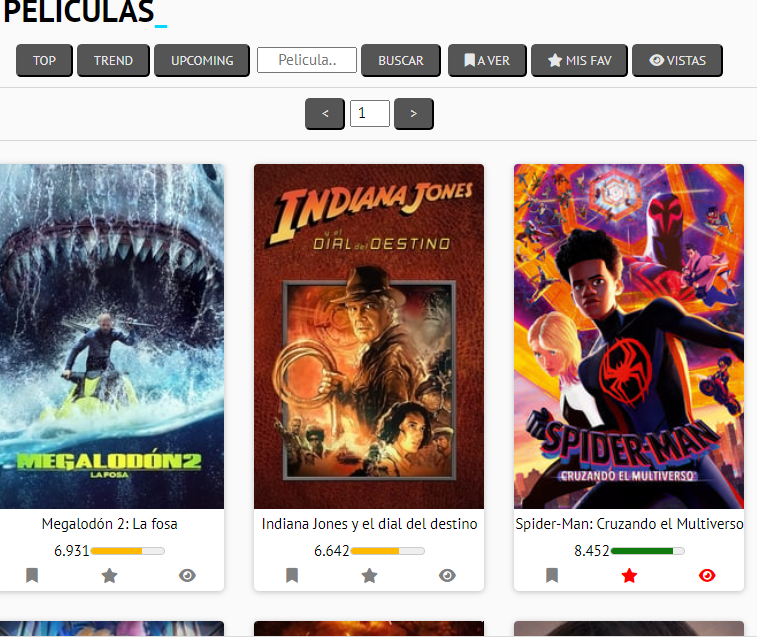 PELICULAS_
TOP TREND UPCOMING Pelicula.. BUSCAR A VER MIS FAV VISTAS
< 1 >
MEGALODÓN 2
LA FOSA
INDIANA JONES
y el
DIAL del DESTINO
SPIDER-MAN
CRUZANDO EL MULTIVERSO
Megalodón 2: La fosa
6.931
Indiana Jones y el dial del destino
6.642
Spider-Man: Cruzando el Multiverso
8.452